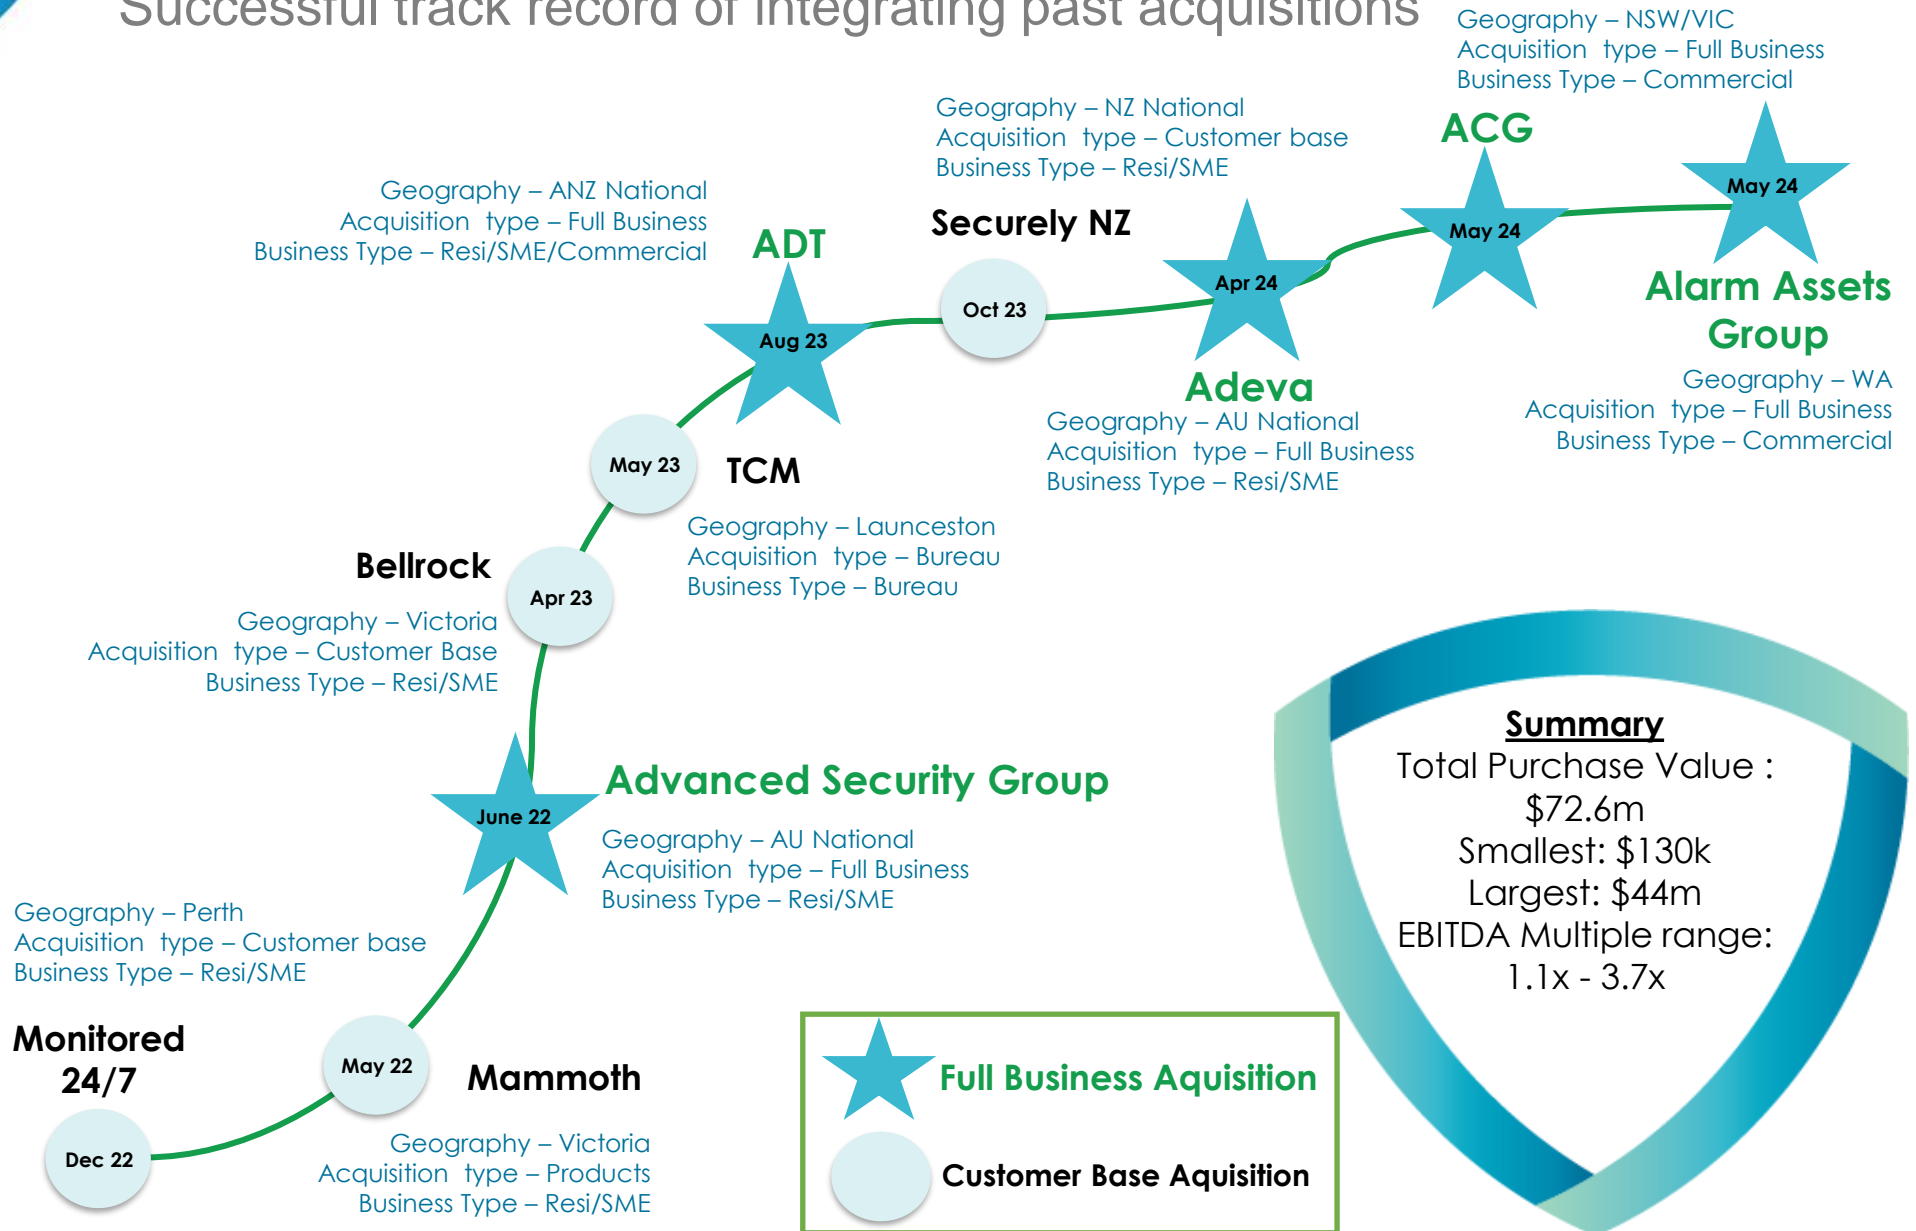 Successful track record of integrating past acquisitions
Geography – NSW/VIC
Acquisition type – Full Business
Business Type – Commercial
ACG
May 24
May 24
Alarm Assets
Group
Geography – WA
Acquisition type – Full Business
Business Type – Commercial
Geography – NZ National
Acquisition type – Customer base
Business Type – Resi/SME
Securely NZ
Oct 23
Apr 24
Adeva
Geography – AU National
Acquisition type – Full Business
Business Type – Resi/SME
Geography – ANZ National
Acquisition type – Full Business
Business Type – Resi/SME/Commercial
ADT
Aug 23
May 23
TCM
Geography – Launceston
Acquisition type – Bureau
Business Type – Bureau
Bellrock
Apr 23
Geography – Victoria
Acquisition type – Customer Base
Business Type – Resi/SME
Advanced Security Group
June 22
Geography – AU National
Acquisition type – Full Business
Business Type – Resi/SME
Geography – Perth
Acquisition type – Customer base
Business Type – Resi/SME
Monitored
24/7
Dec 22
May 22
Mammoth
Geography – Victoria
Acquisition type – Products
Business Type – Resi/SME
Full Business Aquisition
Customer Base Aquisition
Summary
Total Purchase Value :
$72.6m
Smallest: $130k
Largest: $44m
EBITDA Multiple range:
1.1x - 3.7x